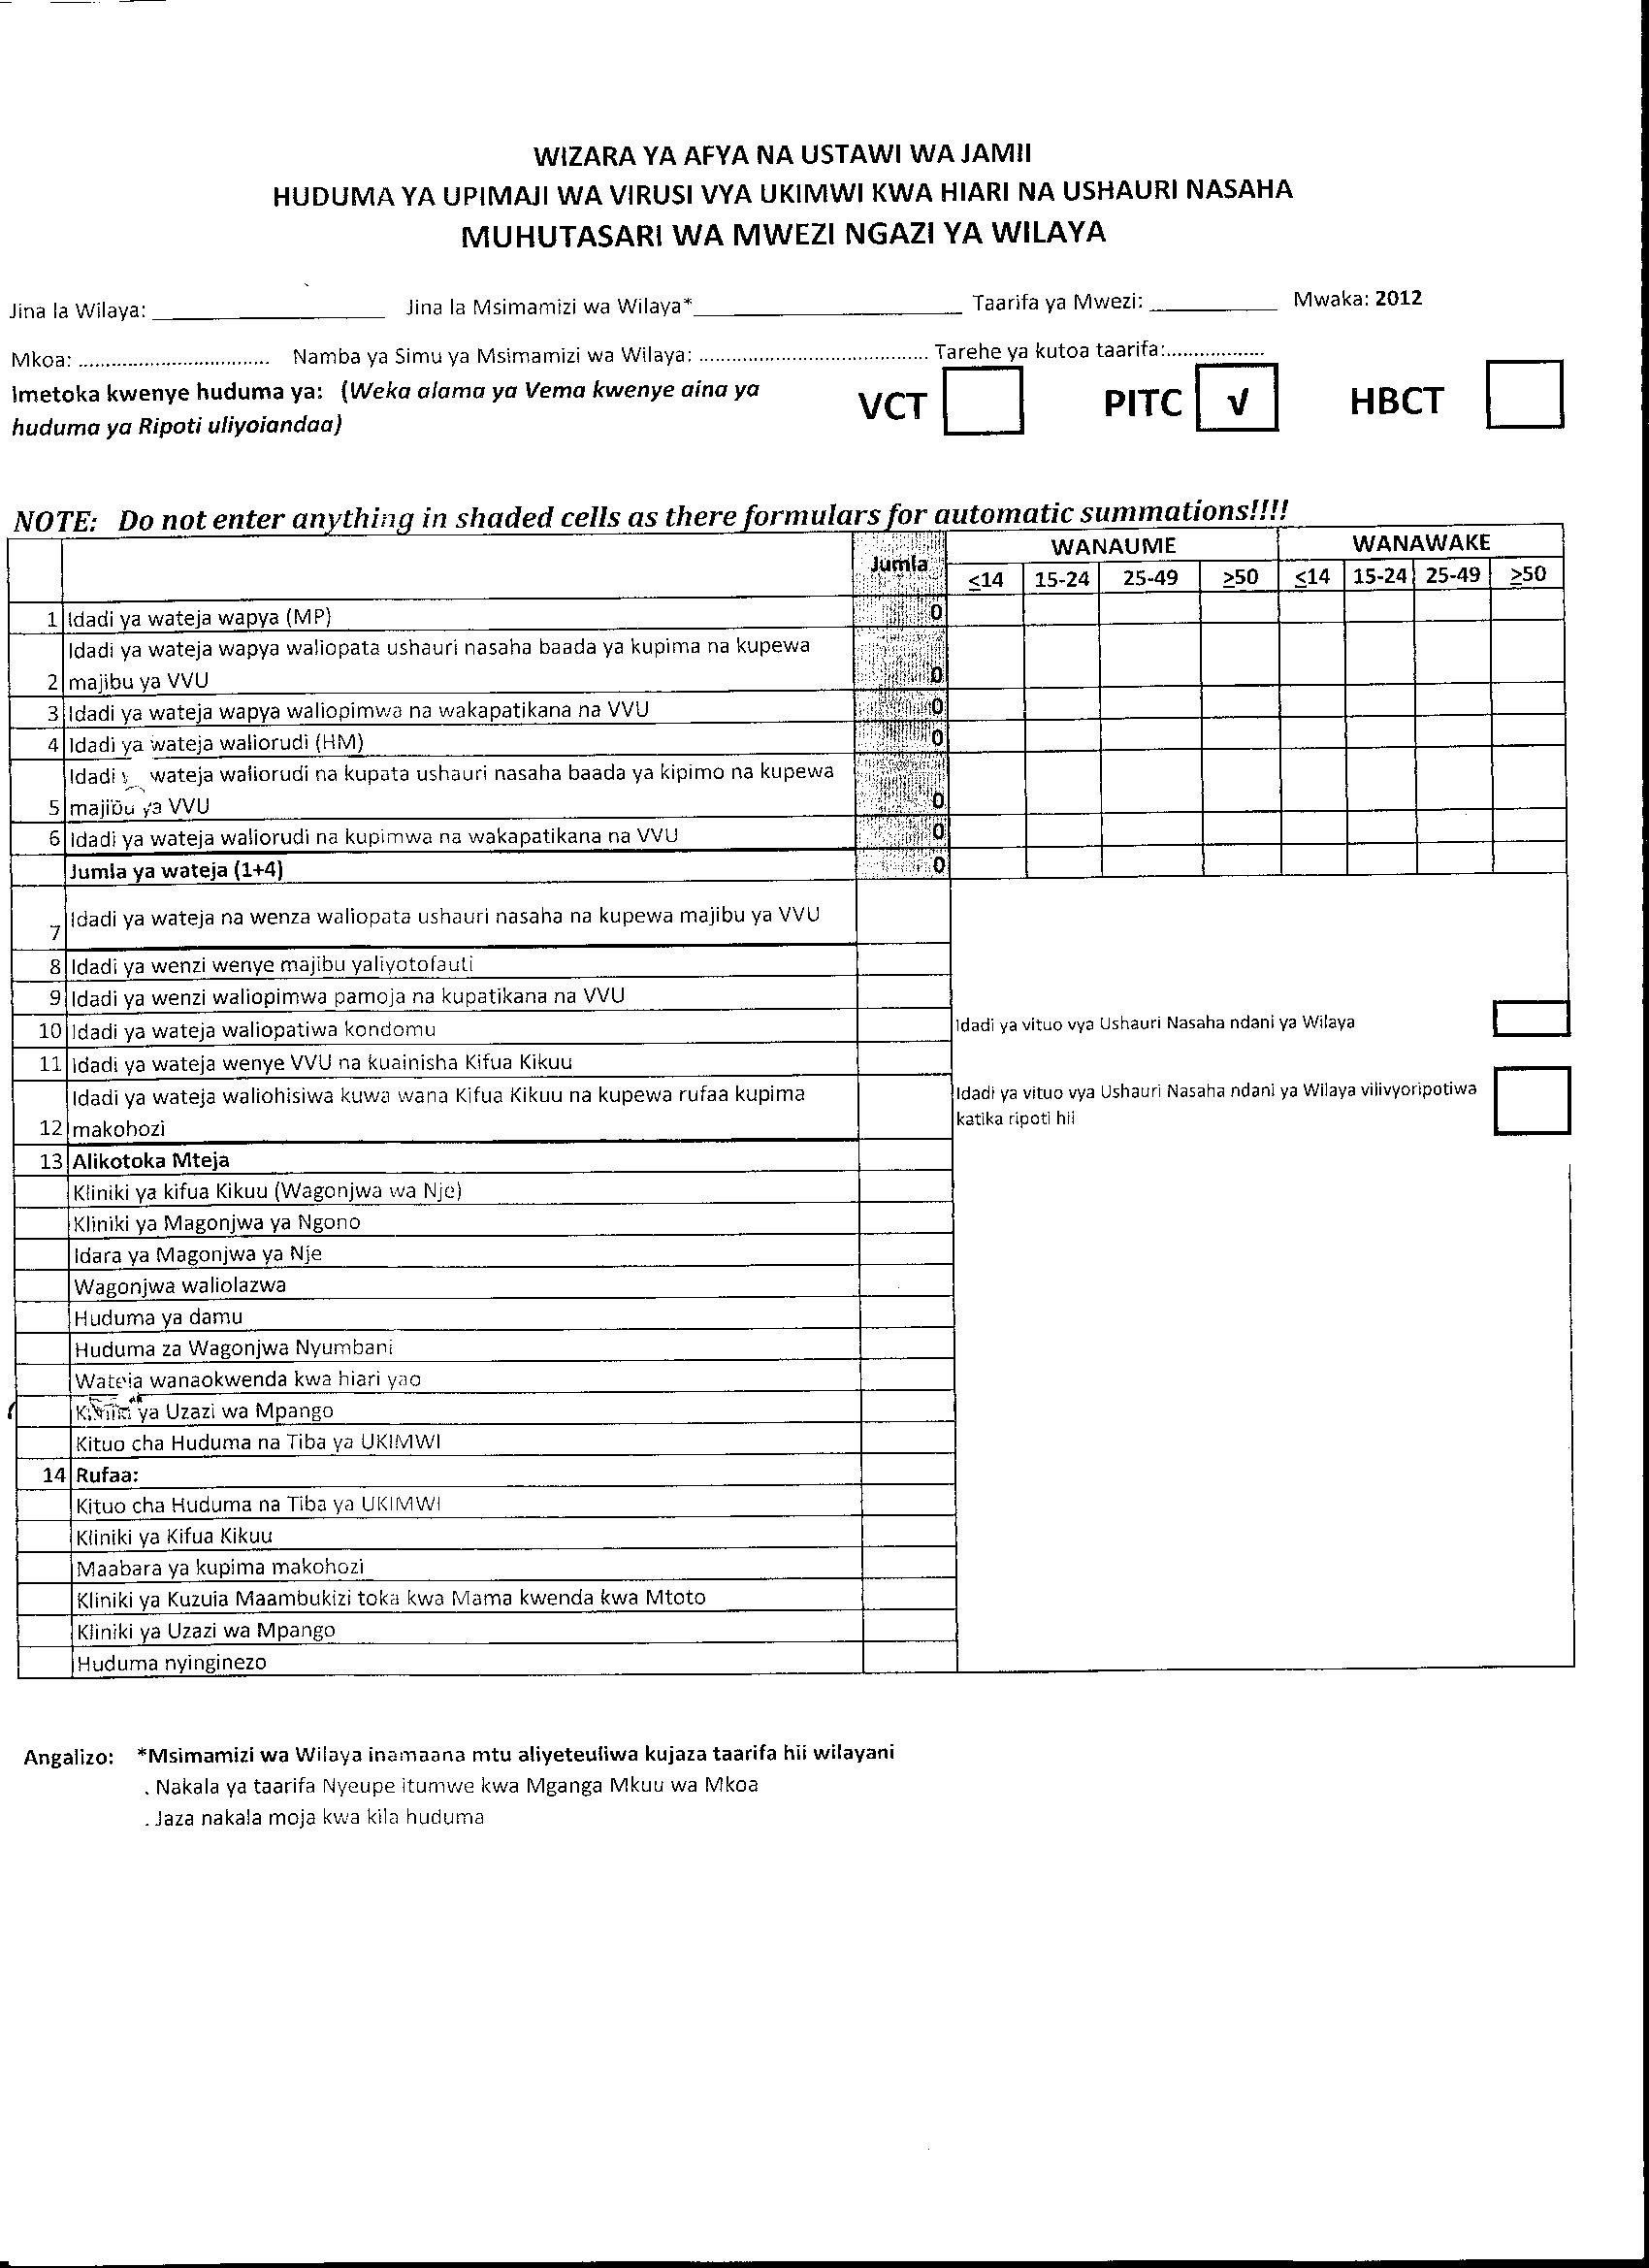 WIZARA YA AFYA NA USTAWI WA JAMII
HUDUMA YA UPIMAJI WA VIRUSI VYA UKIMWI KWA HIARI NA USHAURI NASAHA
MUHUTASARI WA MWEZI NGAZI YA WILAYA
Jina la Wilaya: ____________ Jina la Msimamizi wa Wilaya*____________ Taarifa ya Mwezi: ________ Mwaka: 2012
Mkoa: ................................ Namba ya Simu ya Msimamizi wa Wilaya: ........................................ Tarehe ya kutoa taarifa:..................
Imetoka kwenye huduma ya: (Weka alama ya Vema kwenye aina ya
huduma ya Ripoti uliyoiandaa)
VCT PITC √ HBCT
NOTE: Do not enter anything in shaded cells as there formulars for automatic summations!!!!
Jumla WANAUME WANAWAKE
≤14 15-24 25-49 ≥50 ≤14 15-24 25-49 ≥50
1 Idadi ya wateja wapya (MP) 0
Idadi ya wateja wapya waliopata ushauri nasaha baada ya kupima na kupewa
2 majibu ya VVU 0
3 Idadi ya wateja wapya waliopimwa na wakapatikana na VVU 0
4 Idadi ya wateja waliorudi (HM) 0
Idadi wateja waliorudi na kupata ushauri nasaha baada ya kipimo na kupewa
5 majibu ya VVU 0
6 Idadi ya wateja waliorudi na kupimwa na wakapatikana na VVU 0
Jumla ya wateja (1+4) 0
7 Idadi ya wateja na wenza waliopata ushauri nasaha na kupewa majibu ya VVU
8 Idadi ya wenzi wenye majibu yaliyotofauti
9 Idadi ya wenzi waliopimwa pamoja na kupatikana na VVU
10 Idadi ya wateja waliopatiwa kondomu
Idadi ya vituo vya Ushauri Nasaha ndani ya Wilaya
11 Idadi ya wateja wenye VVU na kuainisha Kifua Kikuu
Idadi ya wateja waliohisiwa kuwa wana Kifua Kikuu na kupewa rufaa kupima
12 makohozi
Idadi ya vituo vya Ushauri Nasaha ndani ya Wilaya vilivyoripotiwa
katika ripoti hii
13 Alikotoka Mteja
Kliniki ya kifua Kikuu (Wagonjwa wa Nje)
Kliniki ya Magonjwa ya Ngono
Idara ya Magonjwa ya Nje
Wagonjwa waliolazwa
Huduma ya damu
Huduma za Wagonjwa Nyumbani
Wateja wanaokwenda kwa hiari yao
Kliniki ya Uzazi wa Mpango
Kituo cha Huduma na Tiba ya UKIMWI
14 Rufaa:
Kituo cha Huduma na Tiba ya UKIMWI
Kliniki ya Kifua Kikuu
Maabara ya kupima makohozi
Kliniki ya Kuzuia Maambukizi toka kwa Mama kwenda kwa Mtoto
Kliniki ya Uzazi wa Mpango
Huduma nyinginezo
Angalizo: *Msimamizi wa Wilaya inamaana mtu aliyeteuliwa kujaza taarifa hii wilayani
. Nakala ya taarifa Nyeupe itumwe kwa Mganga Mkuu wa Mkoa
. Jaza nakala moja kwa kila huduma